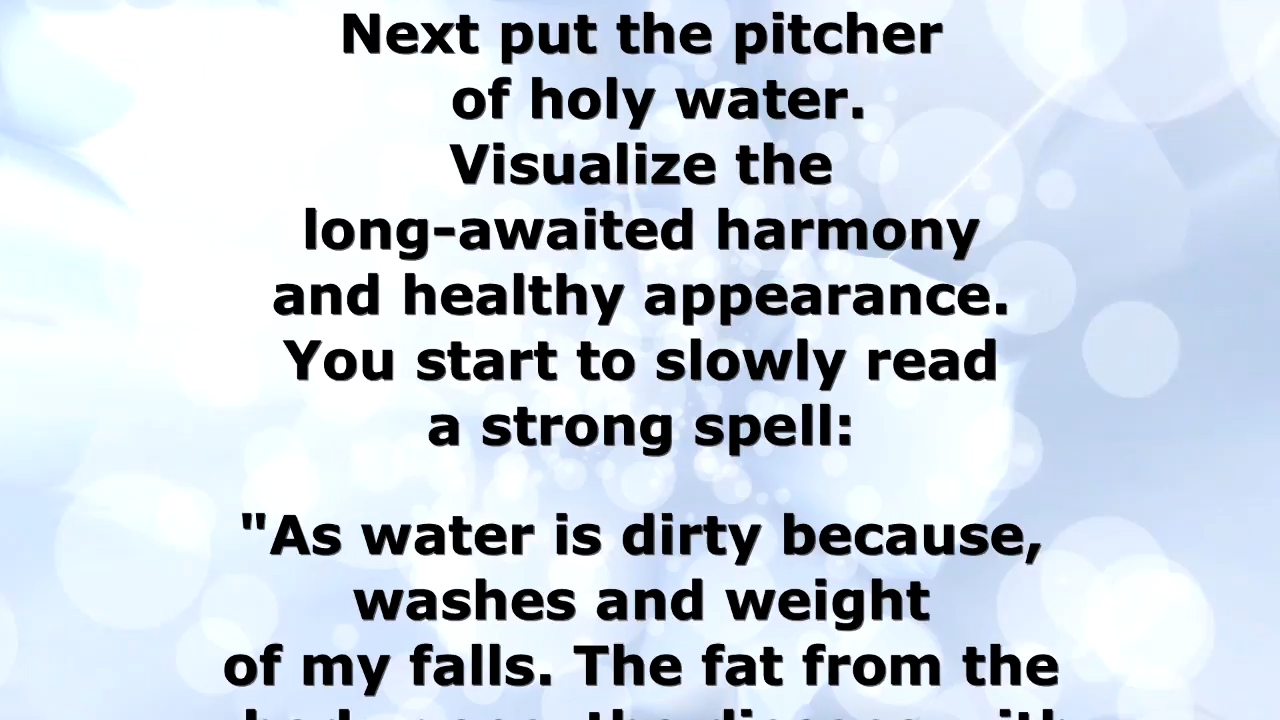 Next put the pitcher
of holy water.
Visualize the
long-awaited harmony
and healthy appearance.
You start to slowly read
a strong spell:
"As water is dirty because,
washes and weight
of my falls. The fat from the